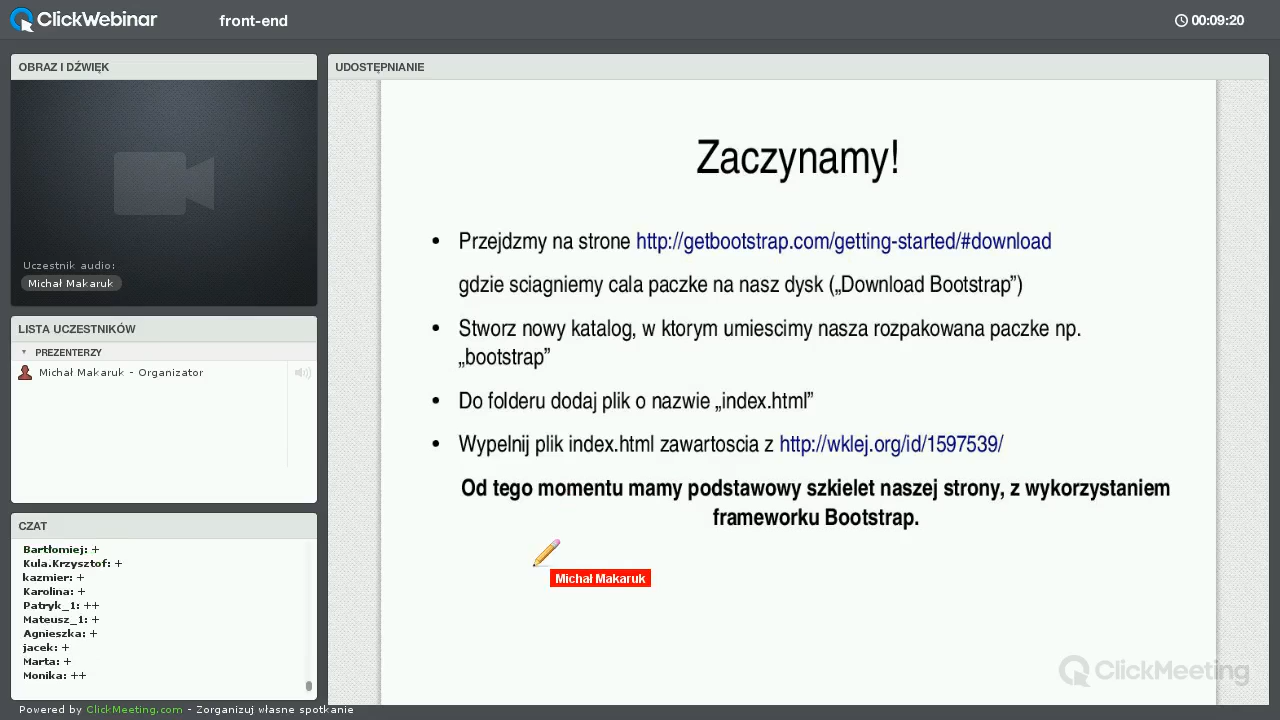 ClickWebinar
front-end
00:09:20
OBRAZ I DŹWIĘK
Uczestnik audio:
Michał Makaruk
LISTA UCZESTNIKÓW
PREZENTERZY
Michał Makaruk - Organizator
CZAT
Bartłomiej: +
Kula.Krzysztof: +
kazmier: +
Karolina: +
Patryk_1: ++
Mateusz_1: +
Agnieszka: +
jacek: +
Marta: +
Monika: ++
UDOSTĘPNIANIE
Zaczynamy!
• Przejdzmy na strone http://getbootstrap.com/getting-started/#download
gdzie sciagniemy cala paczke na nasz dysk („Download Bootstrap”)
• Stworz nowy katalog, w ktorym umiescimy nasza rozpakowana paczke np.
„bootstrap”
• Do folderu dodaj plik o nazwie „index.html”
• Wypelnij plik index.html zawartoscia z http://wklej.org/id/1597539/
Od tego momentu mamy podstawowy szkielet naszej strony, z wykorzystaniem
frameworku Bootstrap.
Michał Makaruk
ClickMeeting
Powered by ClickMeeting.com - Zorganizuj własne spotkanie